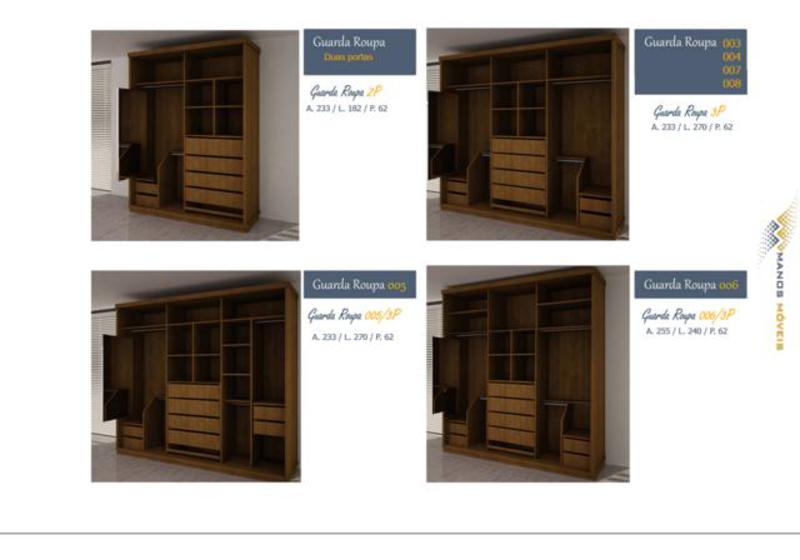 Guarda Roupa
Duas portas
Guarda Roupa 2P
A. 233 / L. 182 / P. 62
Guarda Roupa 003
004
007
008
Guarda Roupa 3P
A. 233 / L. 270 / P. 62
Guarda Roupa 005
Guarda Roupa 005/3P
A. 233 / L. 270 / P. 62
Guarda Roupa 006
Guarda Roupa 006/3P
A. 255 / L. 240 / P. 62
MANOS MÓVEIS